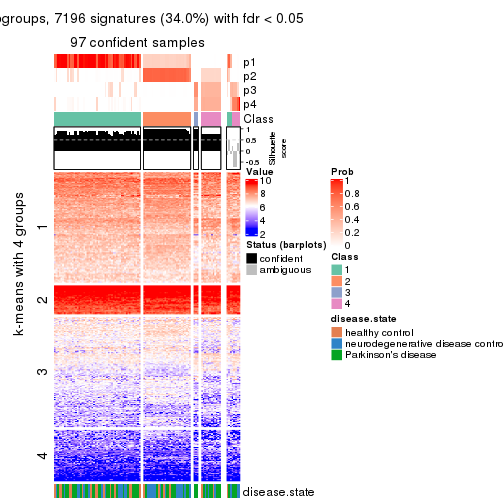 ogroups, 7196 signatures (34.0%) with fdr < 0.05
97 confident samples
p1
p2
p3
p4
Class
1
0.5
0
-0.5
Silhouette
score
k-means with 4 groups
1
2
3
4
disease.state
Value
10
8
6
4
2
Status (barplots)
confident
ambiguous
Prob
1
0.8
0.6
0.4
0.2
0
Class
1
2
3
4
disease.state
healthy control
neurodegenerative disease contro
Parkinson's disease